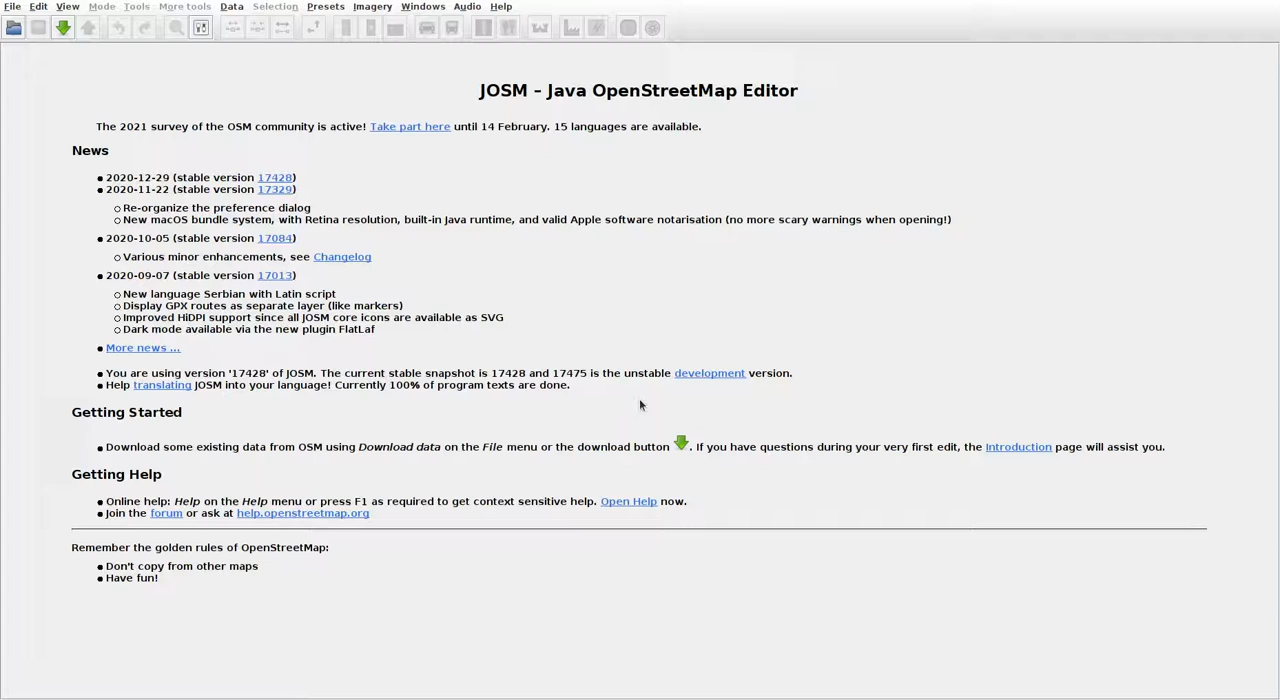 File Edit View Mode Tools More tools Data Selection Presets Imagery Windows Audio Help
JOSM – Java OpenStreetMap Editor
The 2021 survey of the OSM community is active! Take part here until 14 February. 15 languages are available.
News
2020-12-29 (stable version 17428)
2020-11-22 (stable version 17329)
Re-organize the preference dialog
New macOS bundle system, with Retina resolution, built-in Java runtime, and valid Apple software notarisation (no more scary warnings when opening!)
2020-10-05 (stable version 17084)
Various minor enhancements, see Changelog
2020-09-07 (stable version 17013)
New language Serbian with Latin script
Display GPX routes as separate layer (like markers)
Improved HiDPI support since all JOSM core icons are available as SVG
Dark mode available via the new plugin FlatLaf
More news ...
You are using version '17428' of JOSM. The current stable snapshot is 17428 and 17475 is the unstable development version.
Help translating JOSM into your language! Currently 100% of program texts are done.
Getting Started
Download some existing data from OSM using Download data on the File menu or the download button . If you have questions during your very first edit, the Introduction page will assist you.
Getting Help
Online help: Help on the Help menu or press F1 as required to get context sensitive help. Open Help now.
Join the forum or ask at help.openstreetmap.org
Remember the golden rules of OpenStreetMap:
Don't copy from other maps
Have fun!